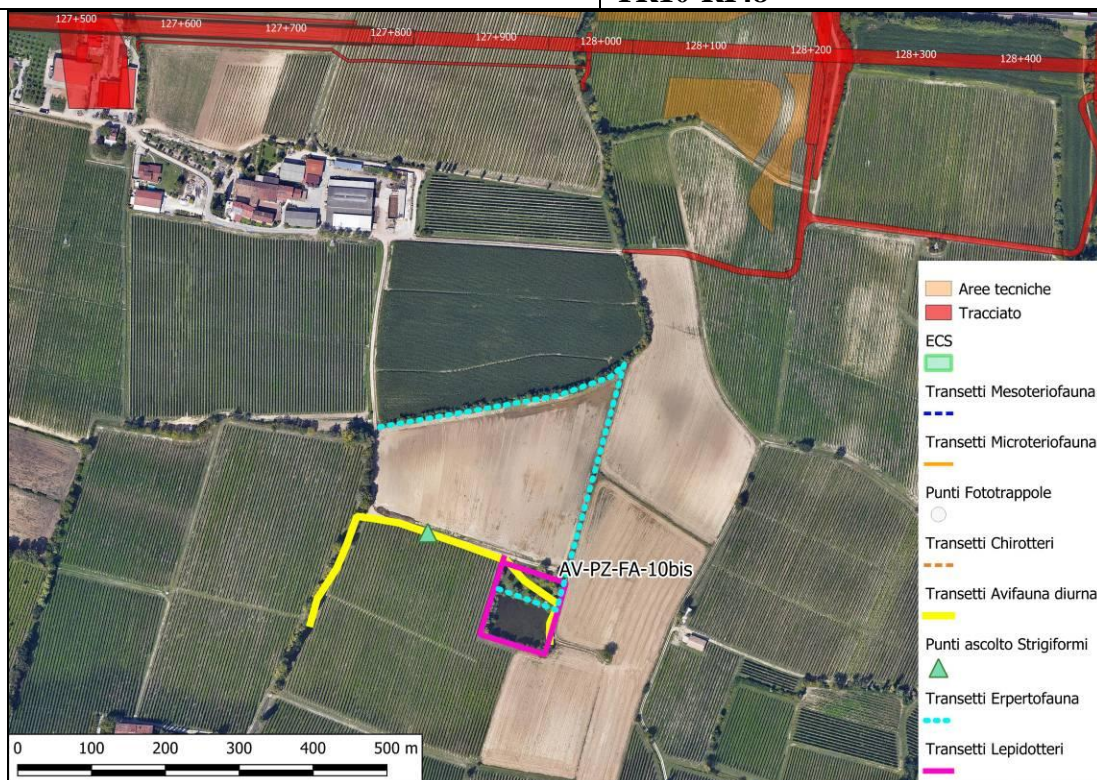 127+500
127+600
127+700
127+800
127+900
128+000
128+100
128+200
128+300
128+400
Aree tecniche
Tracciato
ECS
Transetti Mesoteriofauna
Transetti Microteriofauna
Punti Fototrappole
Transetti Chirotteri
Transetti Avifauna diurna
Punti ascolto Strigiformi
Transetti Erpertofauna
Transetti Lepidotteri
AV-PZ-FA-10bis
0 100 200 300 400 500 m